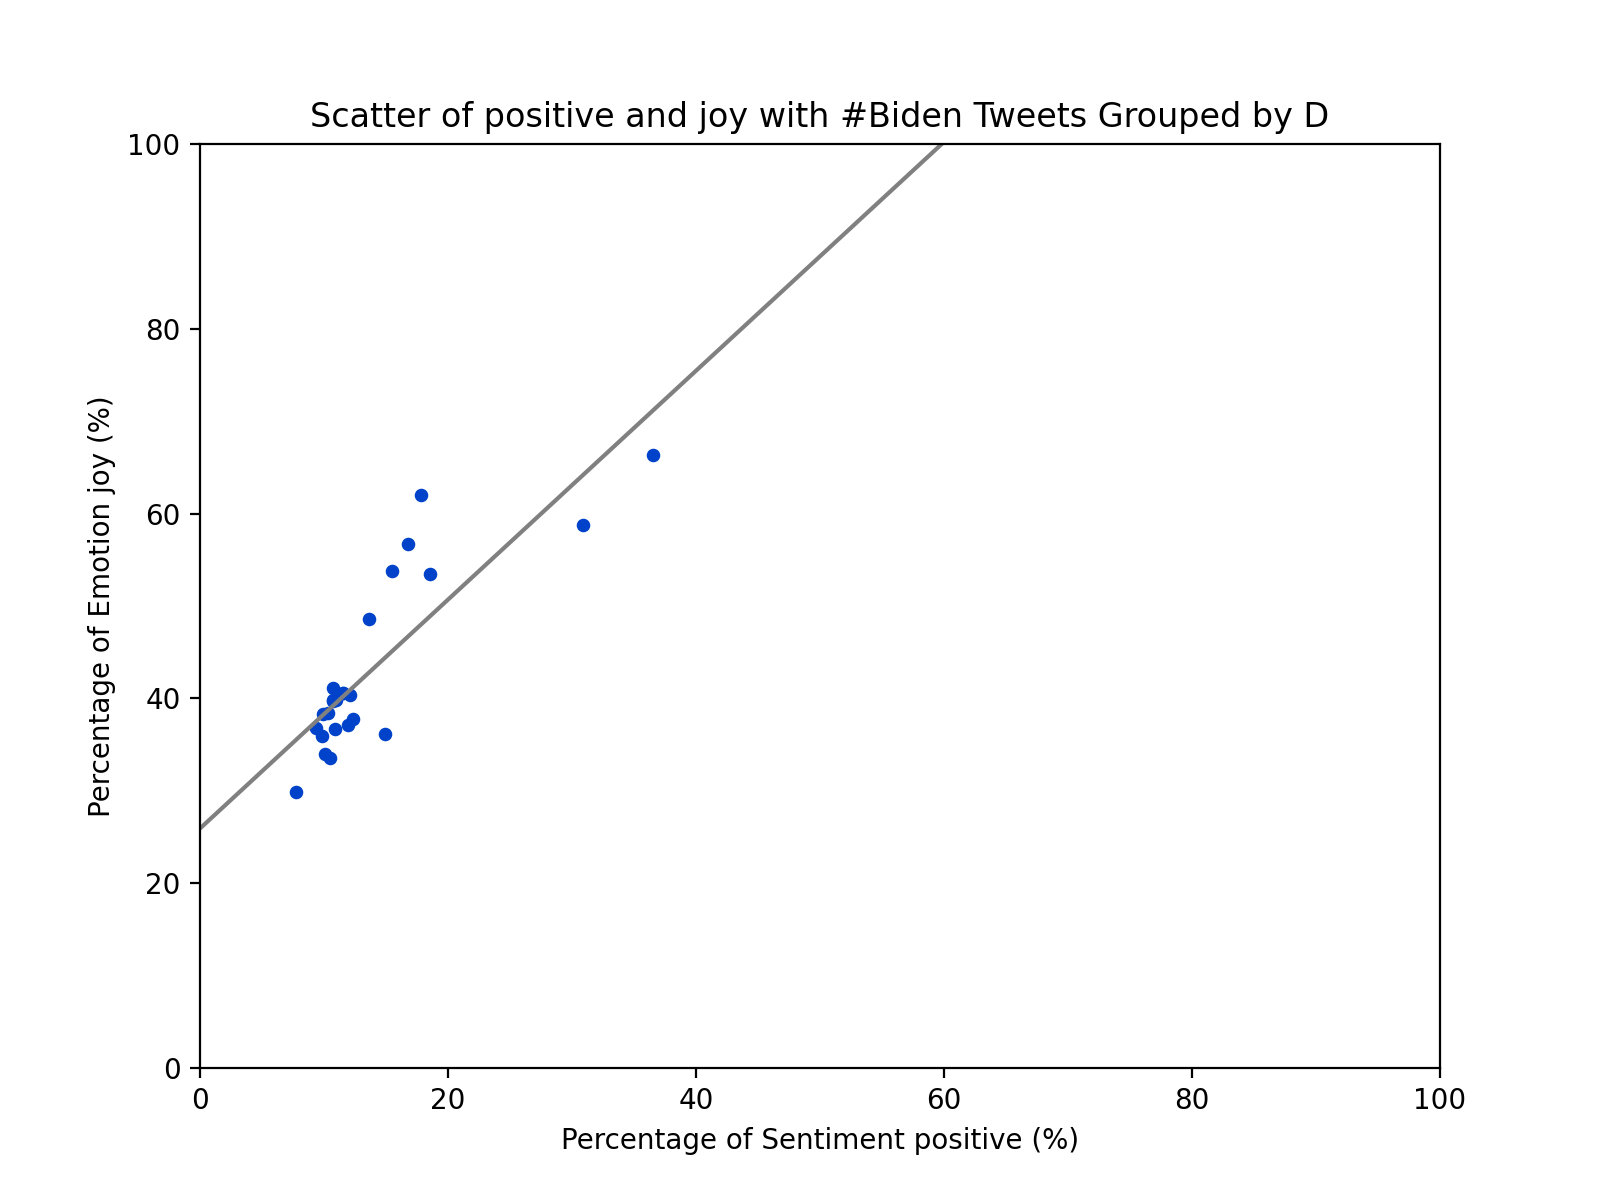 Scatter of positive and joy with #Biden Tweets Grouped by D
100
80
60
40
20
0
Percentage of Emotion joy (%)
0 20 40 60 80 100
Percentage of Sentiment positive (%)